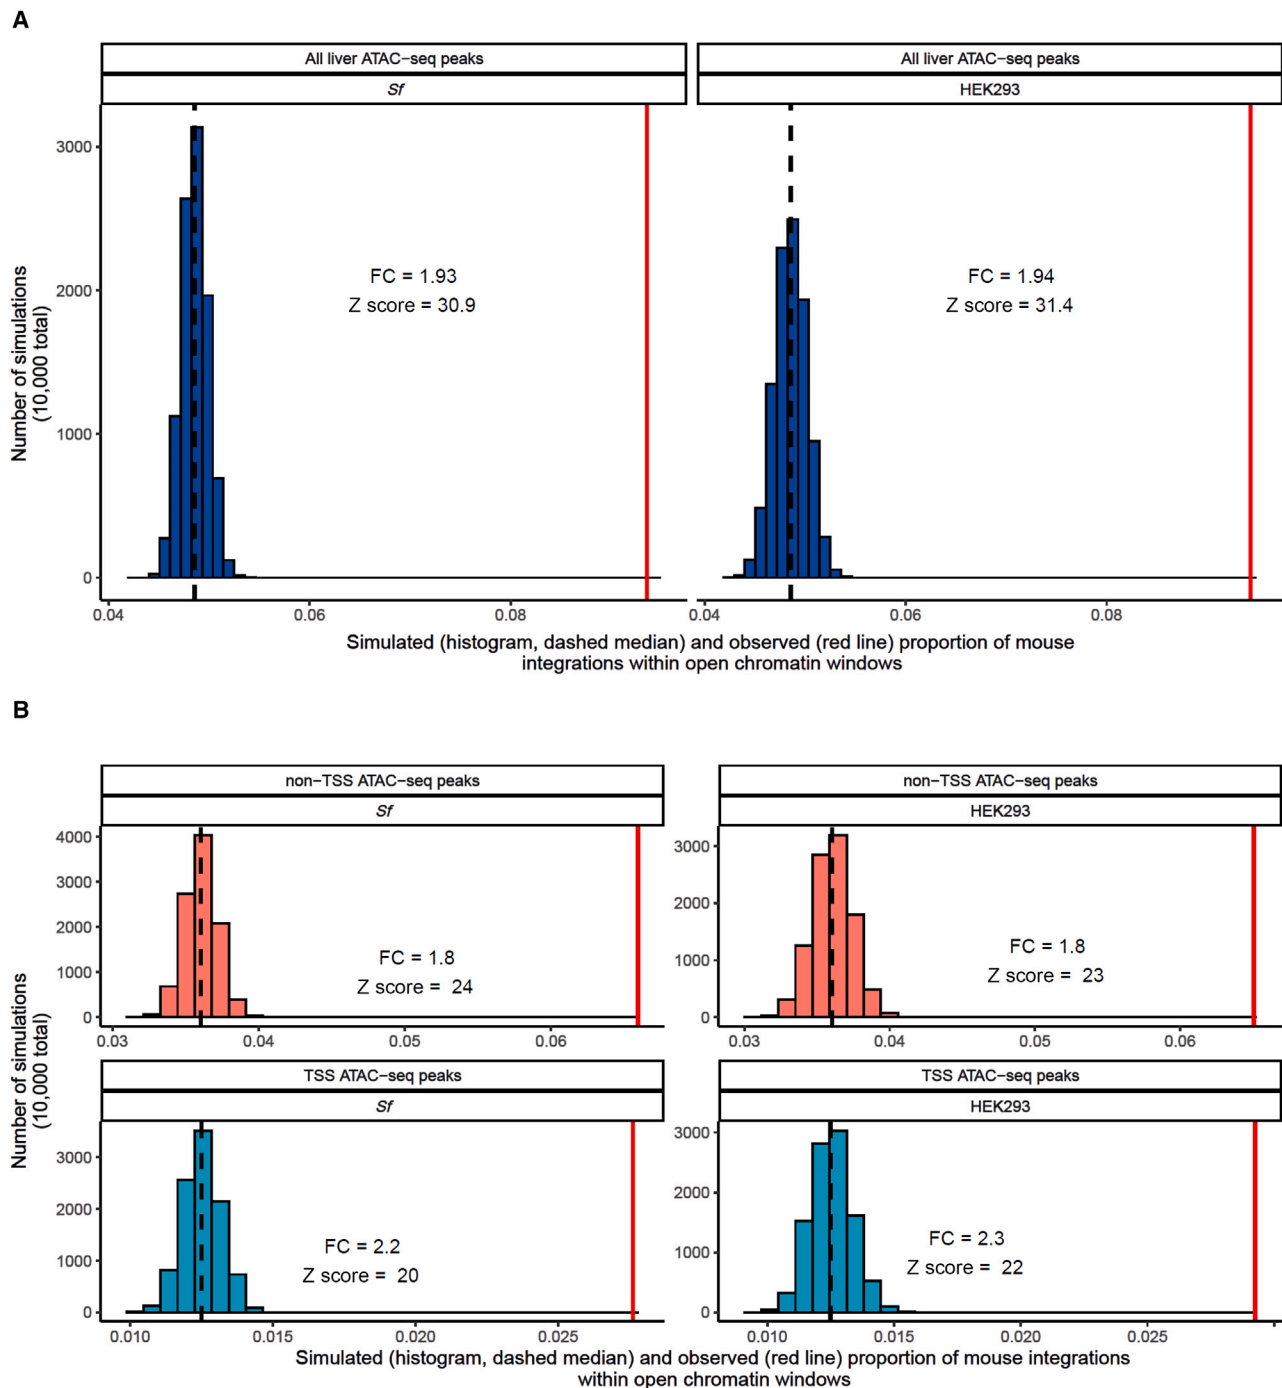 A
All liver ATAC−seq peaks
All liver ATAC−seq peaks
Sf
HEK293
3000
2000
1000
0
Number of simulations
(10,000 total)
FC = 1.93
Z score = 30.9
FC = 1.94
Z score = 31.4
0.04
0.06
0.08
0.04
0.06
0.08
Simulated (histogram, dashed median) and observed (red line) proportion of mouse
integrations within open chromatin windows
B
non−TSS ATAC−seq peaks
non−TSS ATAC−seq peaks
Sf
HEK293
4000
3000
2000
1000
0
FC = 1.8
Z score = 24
3000
2000
1000
0
FC = 1.8
Z score = 23
0.03
0.04
0.05
0.06
0.03
0.04
0.05
0.06
Number of simulations
(10,000 total)
TSS ATAC−seq peaks
TSS ATAC−seq peaks
Sf
HEK293
3000
2000
1000
0
FC = 2.2
Z score = 20
3000
2000
1000
0
FC = 2.3
Z score = 22
0.010
0.015
0.020
0.025
0.010
0.015
0.020
0.025
Simulated (histogram, dashed median) and observed (red line) proportion of mouse integrations
within open chromatin windows